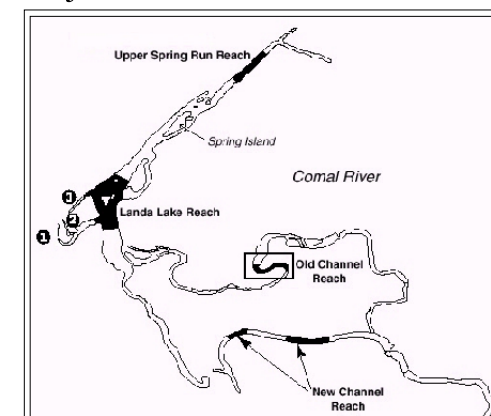 Upper Spring Run Reach
Spring Island
Comal River
3
2
Landa Lake Reach
1
Old Channel
Reach
New Channel
Reach